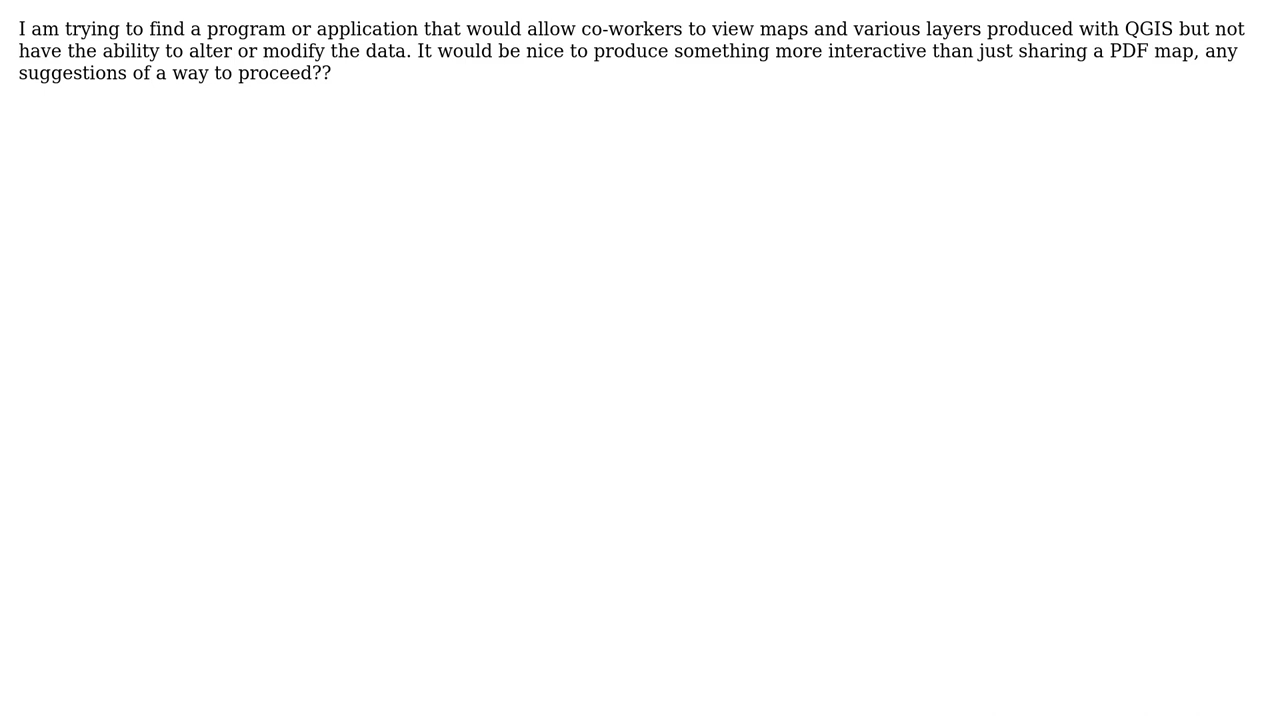 I am trying to find a program or application that would allow co-workers to view maps and various layers produced with QGIS but not
have the ability to alter or modify the data. It would be nice to produce something more interactive than just sharing a PDF map, any
suggestions of a way to proceed??